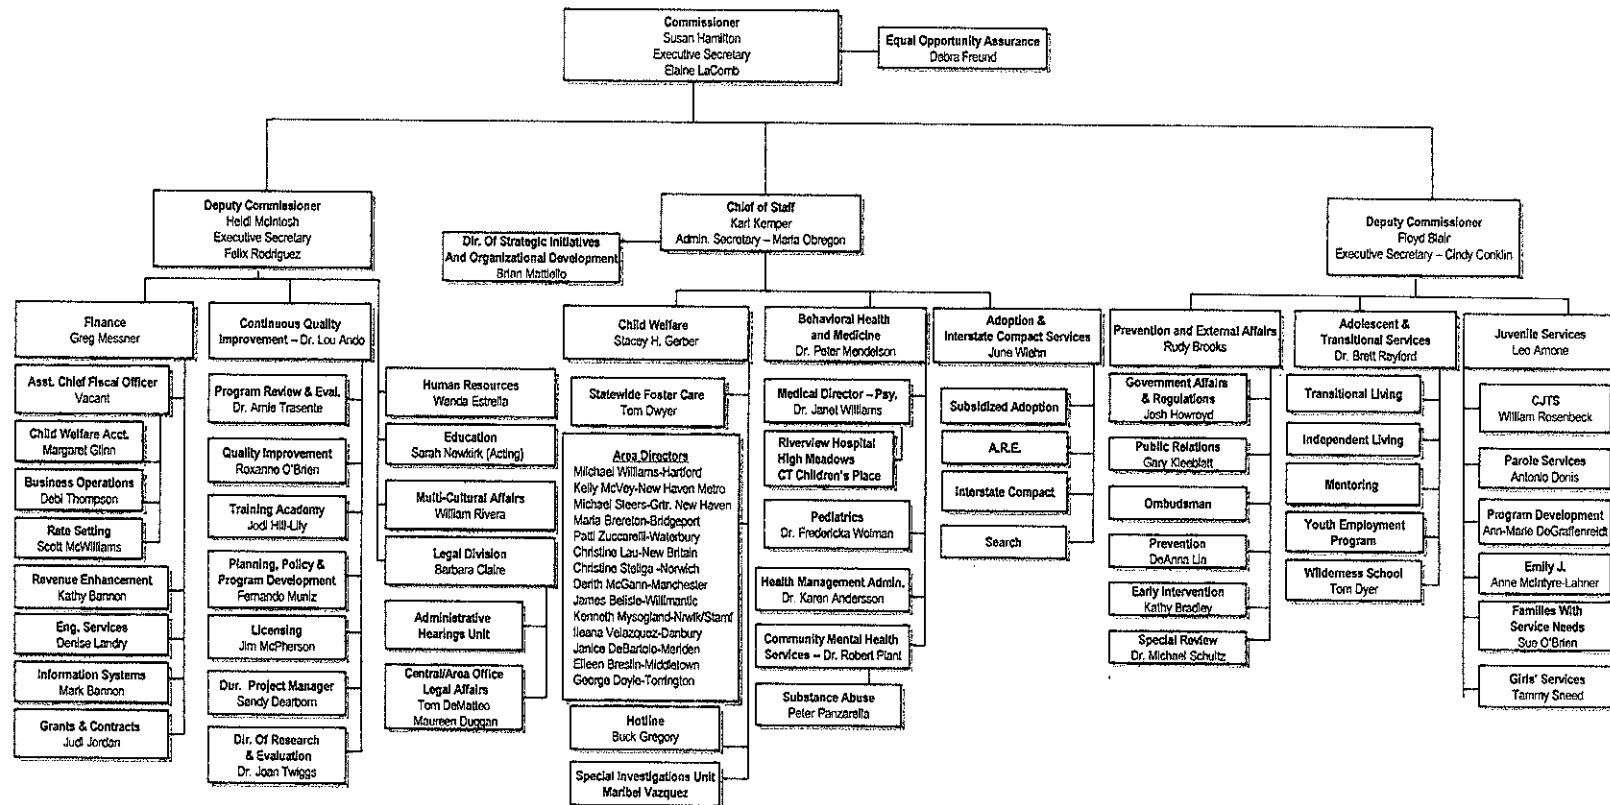 Commissioner
Susan Hamilton
Executive Secretary
Elaine LaComb
Equal Opportunity Assurance
Debra Freund
Deputy Commissioner
Heidi McIntosh
Executive Secretary
Felix Rodriguez
Chief of Staff
Karl Kemper
Admin. Secretary – Maria Obregon
Dir. Of Strategic Initiatives
And Organizational Development
Brian Mattiello
Deputy Commissioner
Floyd Blair
Executive Secretary – Cindy Conklin
Finance
Greg Messner
Asst. Chief Fiscal Officer
Vacant
Child Welfare Acct.
Margaret Glinn
Business Operations
Debi Thompson
Rate Setting
Scott McWilliams
Revenue Enhancement
Kathy Bannon
Eng. Services
Denise Landry
Information Systems
Mark Bannon
Grants & Contracts
Judi Jordan
Continuous Quality
Improvement – Dr. Lou Ando
Program Review & Eval.
Dr. Arnie Trasente
Quality Improvement
Roxanne O'Brien
Training Academy
Jodi Hill-Lilly
Planning, Policy &
Program Development
Fernando Muniz
Licensing
Jim McPherson
Dur. Project Manager
Sandy Dearborn
Dir. Of Research
& Evaluation
Dr. Joan Twiggs
Human Resources
Wanda Estrella
Education
Sarah Newkirk (Acting)
Multi-Cultural Affairs
William Rivera
Legal Division
Barbara Claire
Administrative
Hearings Unit
Central/Area Office
Legal Affairs
Tom DeMatteo
Maureen Duggan
Child Welfare
Stacey H. Gerber
Statewide Foster Care
Tom Dwyer
Area Directors
Michael Williams-Hartford
Kelly McVey-New Haven Metro
Michael Steers-Grtr. New Haven
Maria Brereton-Bridgeport
Patti Zuccarelli-Waterbury
Christine Lau-New Britain
Christine Steliga -Norwich
Derith McGann-Manchester
James Belisle-Willimantic
Kenneth Mysogland-Nrwlk/Stamf
Ileana Velazquez-Danbury
Janice DeBartolo-Meriden
Eileen Breslin-Middletown
George Doyle-Torrington
Hotline
Buck Gregory
Special Investigations Unit
Maribel Vazquez
Behavioral Health
and Medicine
Dr. Peter Mendelson
Medical Director – Psy.
Dr. Janet Williams
Riverview Hospital
High Meadows
CT Children's Place
Pediatrics
Dr. Fredericka Wolman
Health Management Admin.
Dr. Karen Andersson
Community Mental Health
Services – Dr. Robert Plant
Substance Abuse
Peter Panzarella
Adoption &
Interstate Compact Services
June Wiehn
Subsidized Adoption
A.R.E.
Interstate Compact
Search
Prevention and External Affairs
Rudy Brooks
Government Affairs
& Regulations
Josh Howroyd
Public Relations
Gary Kleeblatt
Ombudsman
Prevention
DeAnna Lin
Early Intervention
Kathy Bradley
Special Review
Dr. Michael Schultz
Adolescent &
Transitional Services
Dr. Brett Rayford
Transitional Living
Independent Living
Mentoring
Youth Employment
Program
Wilderness School
Tom Dyer
Juvenile Services
Leo Arnone
CJTS
William Rosenbeck
Parole Services
Antonio Donis
Program Development
Ann-Marie DeGraffenreidt
Emily J.
Anne McIntyre-Lahner
Families With
Service Needs
Sue O'Brien
Girls' Services
Tammy Sneed